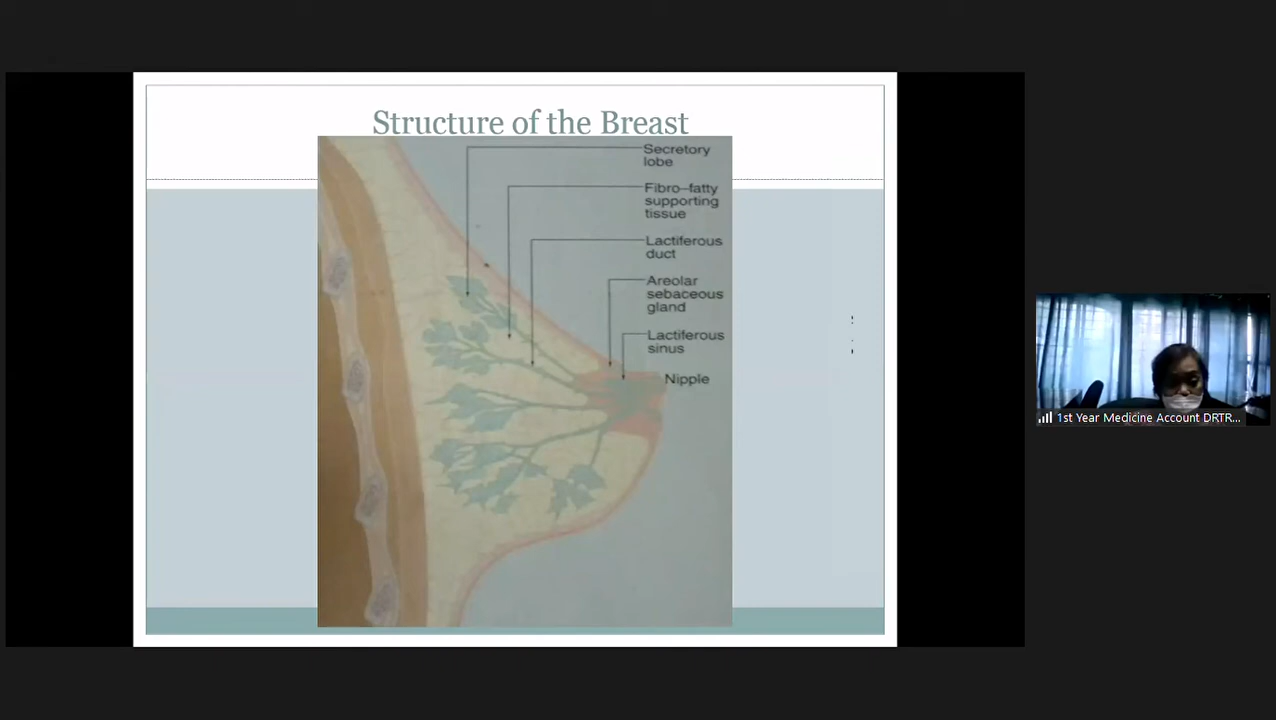 Structure of the Breast
Secretory
lobe
Fibro-fatty
supporting
tissue
Lactiferous
duct
Areolar
sebaceous
gland
Lactiferous
sinus
Nipple
1st Year Medicine Account DRTR...